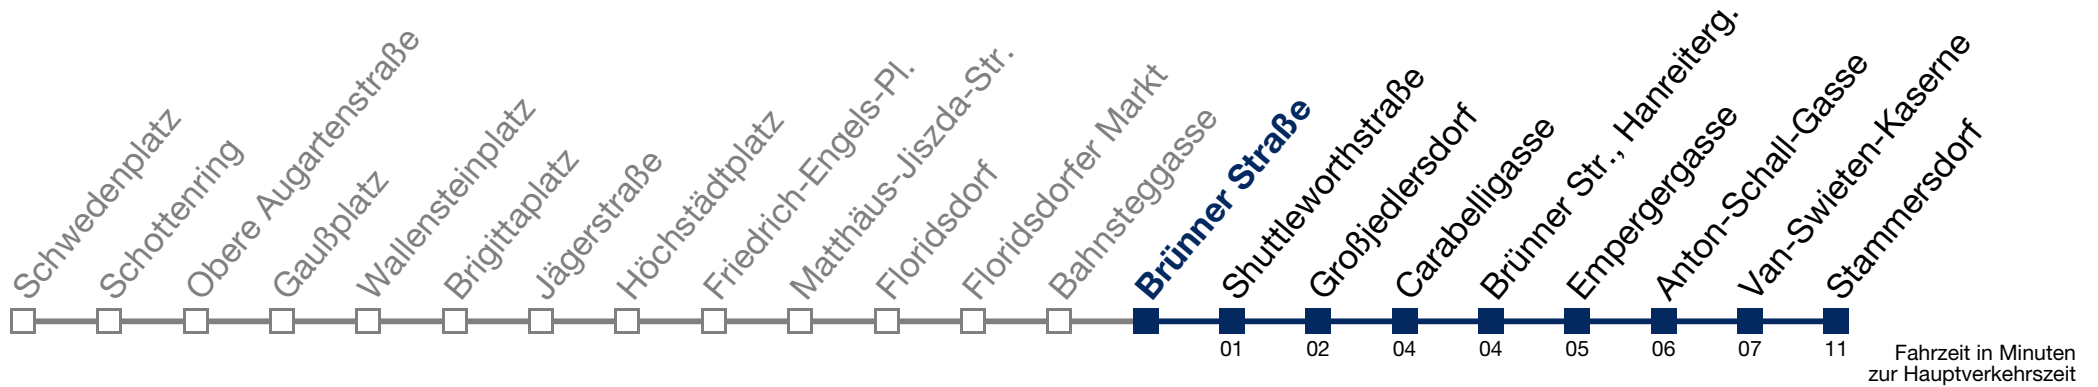 Schwedenplatz
Schottenring
Obere Augartenstraße
Gaußplatz
Wallensteinplatz
Brigittaplatz
Jägerstraße
Höchstädtplatz
Friedrich-Engels-Pl.
Matthäus-Jiszda-Str.
Floridsdorf
Floridsdorfer Markt
Bahnsteggasse
Brünner Straße
Shuttleworthstraße
Großjedlersdorf
Carabelligasse
Brünner Str., Hanreiterg.
Empergergasse
Anton-Schall-Gasse
Van-Swieten-Kaserne
Stammersdorf
01 02 04 04 05 06 07 11
Fahrzeit in Minuten
zur Hauptverkehrszeit